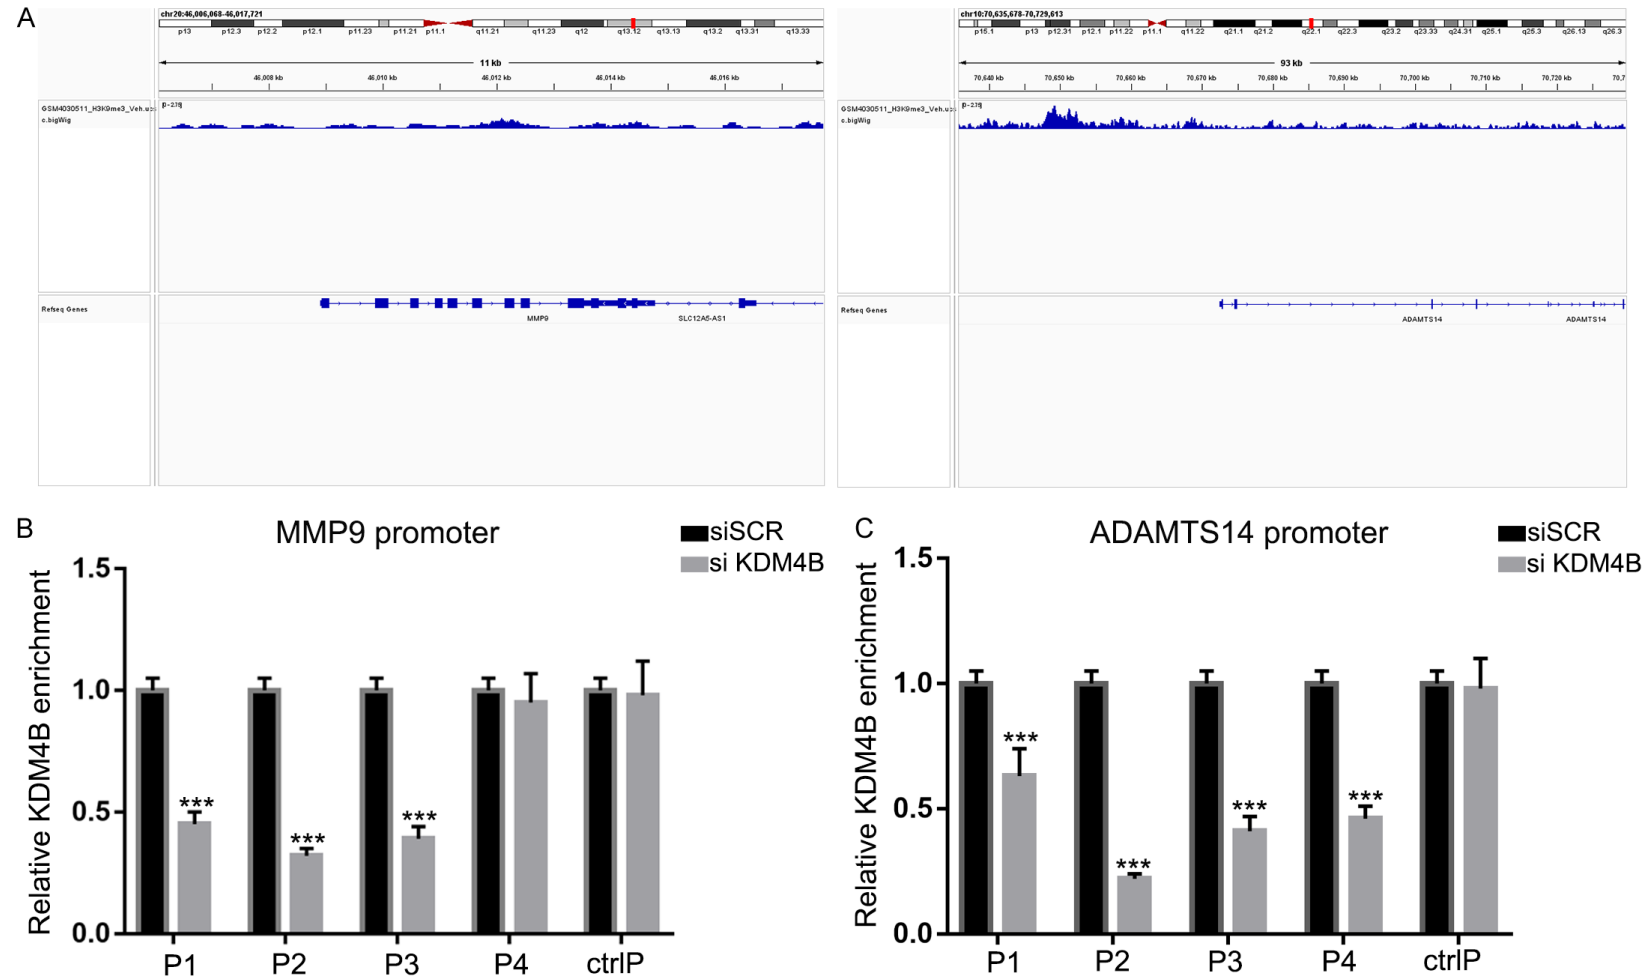 A
chr20:46,006,068-46,017,721
p13 p12.3 p12.2 p12.1 p11.23 p11.21 p11.1 q11.21 q11.23 q12 q13.12 q13.13 q13.2 q13.31 q13.33
11 kb
46,008 kb 46,010 kb 46,012 kb 46,014 kb 46,016 kb
GSM4030511_H3K9me3_Veh.uc
c.bigWig
Refseq Genes
MMP9 SLC12A5-AS1
chr10:70,635,678-70,729,613
p15.1 p13 p12.31 p12.1 p11.22 p11.1 q11.22 q21.1 q21.2 q22.1 q22.3 q23.2 q23.33 q24.31 q25.1 q25.3 q26.13 q26.3
93 kb
70,640 kb 70,650 kb 70,660 kb 70,670 kb 70,680 kb 70,690 kb 70,700 kb 70,710 kb 70,720 kb 70,7
GSM4030511_H3K9me3_Veh.uc
c.bigWig
Refseq Genes
ADAMTS14 ADAMTS14
B
MMP9 promoter
siSCR
si KDM4B
Relative KDM4B enrichment
1.5
1.0
0.5
0.0
***
***
***
P1 P2 P3 P4 ctrlP
C
ADAMTS14 promoter
siSCR
si KDM4B
Relative KDM4B enrichment
1.5
1.0
0.5
0.0
***
***
***
***
P1 P2 P3 P4 ctrlP